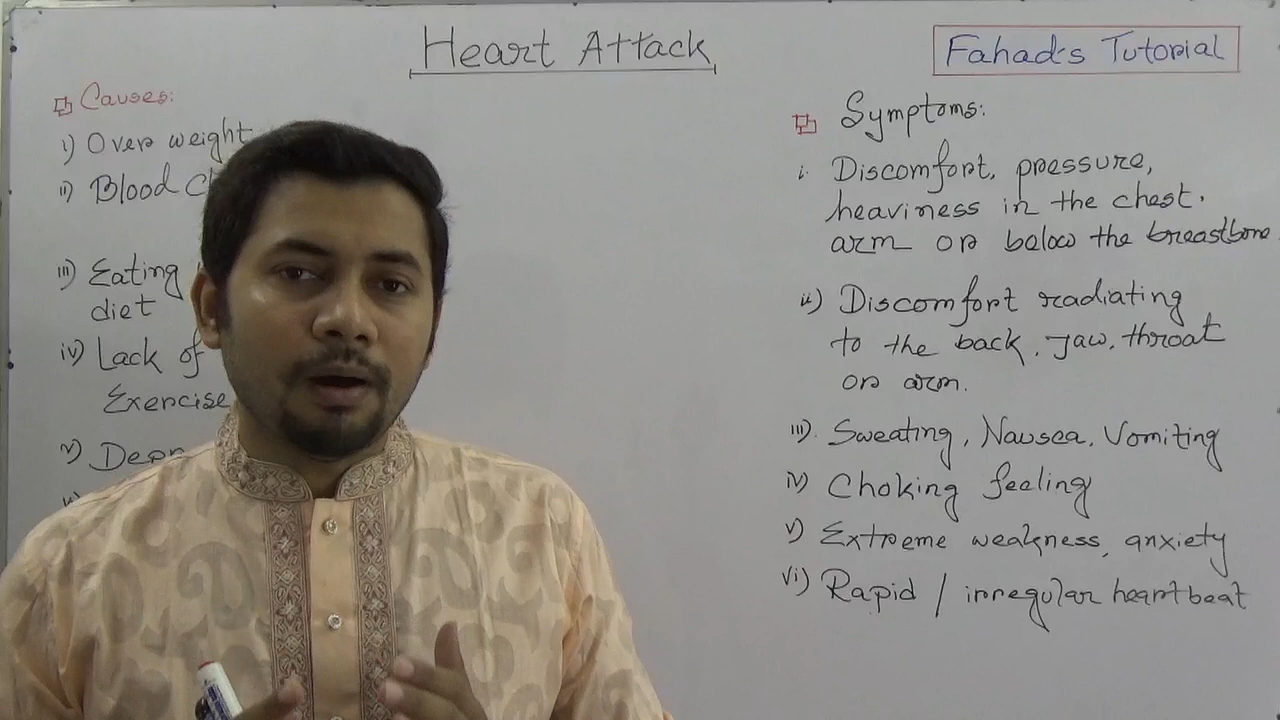 Heart Attack
Fahad's Tutorial
Causes:
i) Over weight
ii) Blood
iii) Eating
diet
iv) Lack of
Exercise
v)
Symptoms:
i. Discomfort, pressure,
heaviness in the chest.
arm or below the breastbone
ii) Discomfort radiating
to the back, Jaw, throat
or arm.
iii). Sweating, Nausea, Vomiting
iv) Choking feeling
v) Extreme weakness, anxiety
vi) Rapid / irregular heartbeat